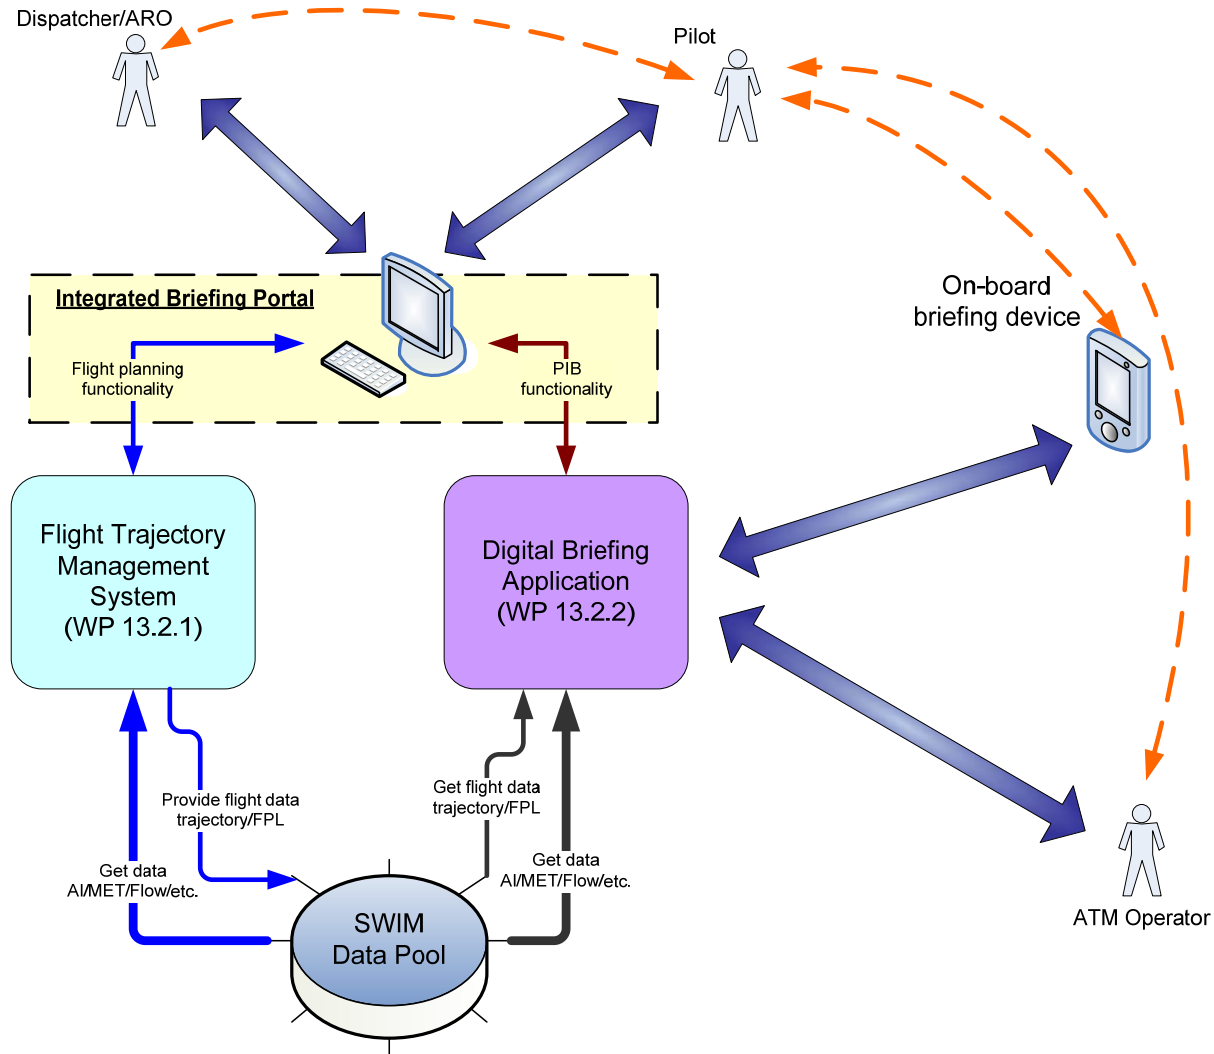 Dispatcher/ARO
Pilot
On-board
briefing device
Integrated Briefing Portal
Flight planning
functionality
PIB
functionality
Flight Trajectory
Management
System
(WP 13.2.1)
Digital Briefing
Application
(WP 13.2.2)
Provide flight data
trajectory/FPL
Get flight data
trajectory/FPL
Get data
AI/MET/Flow/etc.
Get data
AI/MET/Flow/etc.
SWIM
Data Pool
ATM Operator